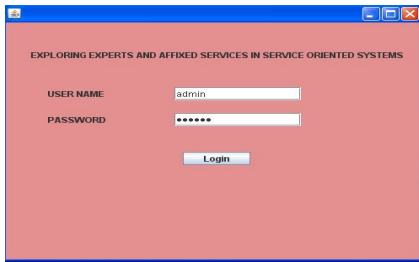 EXPLORING EXPERTS AND AFFIXED SERVICES IN SERVICE ORIENTED SYSTEMS
USER NAME admin
PASSWORD ••••••
Login